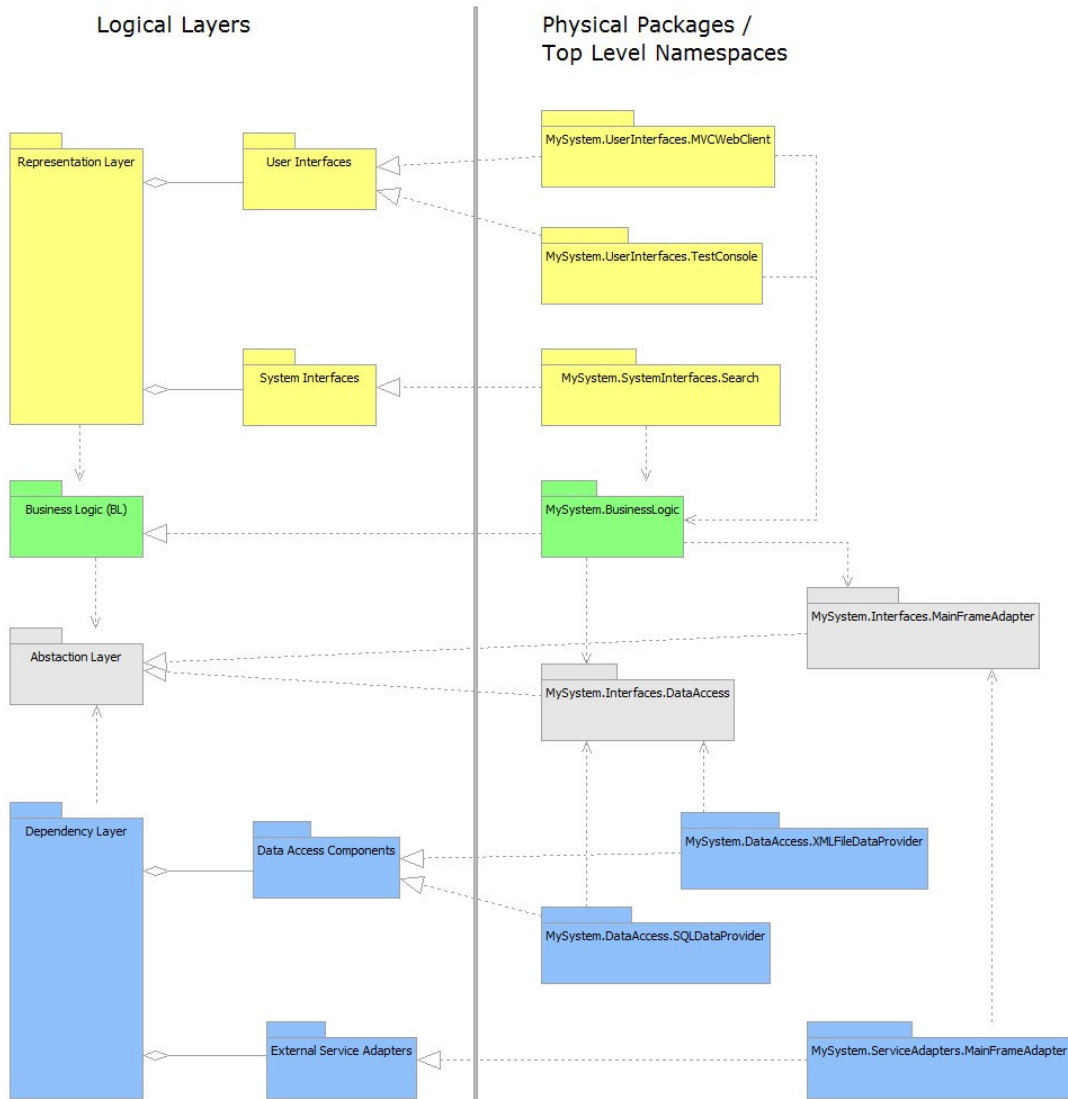 Logical Layers
Physical Packages /
Top Level Namespaces
Representation Layer
User Interfaces
MySystem.UserInterfaces.MVCWebClient
MySystem.UserInterfaces.TestConsole
System Interfaces
MySystem.SystemInterfaces.Search
Business Logic (BL)
MySystem.BusinessLogic
MySystem.Interfaces.MainFrameAdapter
Abstaction Layer
MySystem.Interfaces.DataAccess
Dependency Layer
Data Access Components
MySystem.DataAccess.XMLFileDataProvider
MySystem.DataAccess.SQLDataProvider
External Service Adapters
MySystem.ServiceAdapters.MainFrameAdapter